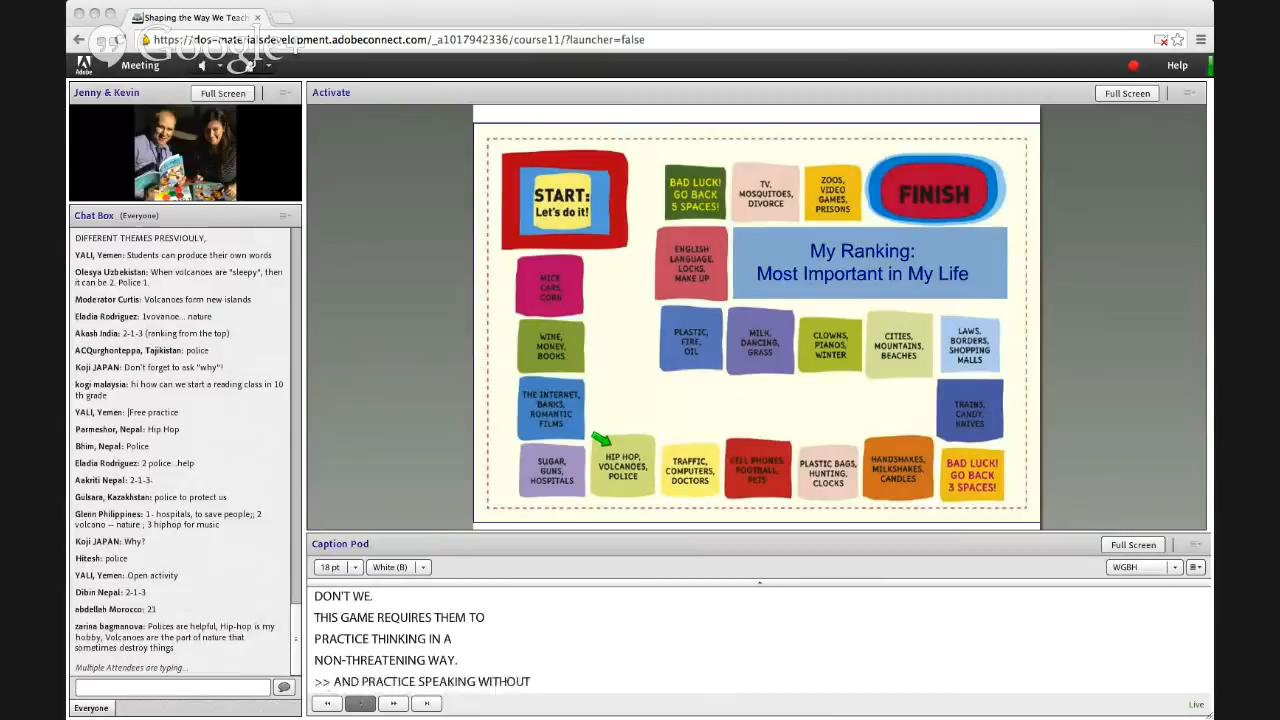 Shaping the Way We Teach
Google+
https://dos-materialsdevelopment.adobeconnect.com/_a1017942336/course11/?launcher=false
Adobe
Meeting
Help
Jenny & Kevin
Full Screen
Activate
Full Screen
START:
Let's do it!
BAD LUCK!
GO BACK
5 SPACES!
TV,
MOSQUITOES,
DIVORCE
ZOOS,
VIDEO
GAMES,
PRISONS
FINISH
ENGLISH
LANGUAGE,
LOCKS,
MAKE UP
My Ranking:
Most Important in My Life
MICE
CARS,
CORN
WINE,
MONEY,
BOOKS
PLASTIC,
FIRE,
OIL
MILK,
DANCING,
GRASS
CLOWNS,
PIANOS,
WINTER
CITIES,
MOUNTAINS,
BEACHES
LAWS,
BORDERS,
SHOPPING
MALLS
THE INTERNET,
BANKS,
ROMANTIC
FILMS
TRAINS,
CANDY,
KNIVES
SUGAR,
GUNS,
HOSPITALS
HIP HOP,
VOLCANOES,
POLICE
TRAFFIC,
COMPUTERS,
DOCTORS
CELL PHONES,
FOOTBALL,
PETS
PLASTIC BAGS,
HUNTING,
CLOCKS
HANDSHAKES,
MILKSHAKES,
CANDLES
BAD LUCK!
GO BACK
3 SPACES!
Chat Box (Everyone)
DIFFERENT THEMES PRESVIOULY,
YALI, Yemen: Students can produce their own words
Olesya Uzbekistan: When volcanoes are "sleepy", then
it can be 2. Police 1.
Moderator Curtis: Volcanoes form new islands
Eladia Rodriguez: 1vovance... nature
Akash India: 2-1-3 (ranking from the top)
ACQurghonteppa, Tajikistan: police
Koji JAPAN: Don't forget to ask "why"!
kogi malaysia: hi how can we start a reading class in 10
th grade
YALI, Yemen: Free practice
Parmeshor, Nepal: Hip Hop
Bhim, Nepal: Police
Eladia Rodriguez: 2 police ..help
Aakriti Nepal: 2-1-3-
Gulsara, Kazakhstan: police to protect us
Glenn Philippines: 1- hospitals, to save people;; 2
volcano -- nature ; 3 hiphop for music
Koji JAPAN: Why?
Hitesh: police
YALI, Yemen: Open activity
Dibin Nepal: 2-1-3
abdellah Morocco: 21
zarina bagmanova: Polices are helpful, Hip-hop is my
hobby, Volcanoes are the part of nature that
sometimes destroy things
Multiple Attendees are typing...
Everyone
Caption Pod
Full Screen
18 pt
White (B)
WGBH
DON'T WE.
THIS GAME REQUIRES THEM TO
PRACTICE THINKING IN A
NON-THREATENING WAY.
>> AND PRACTICE SPEAKING WITHOUT
Live